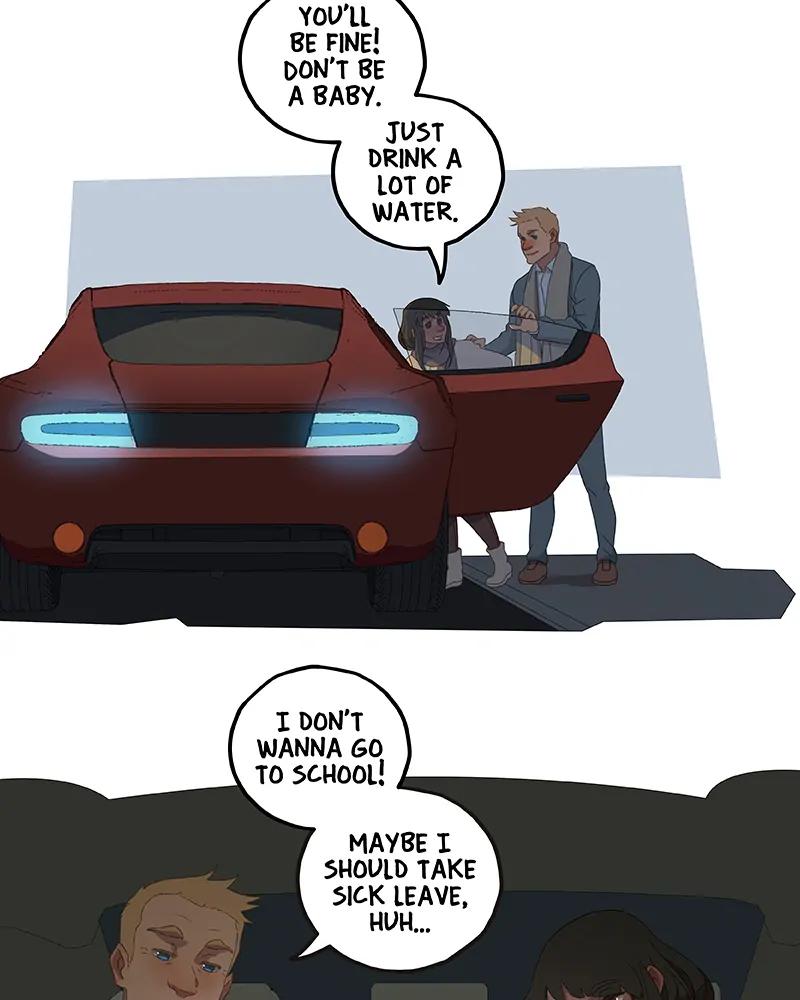 YOU'LL
BE FINE!
DON'T BE
A BABY.
JUST
DRINK A
LOT OF
WATER.
I DON'T
WANNA GO
TO SCHOOL!
MAYBE I
SHOULD TAKE
SICK LEAVE,
HUH...